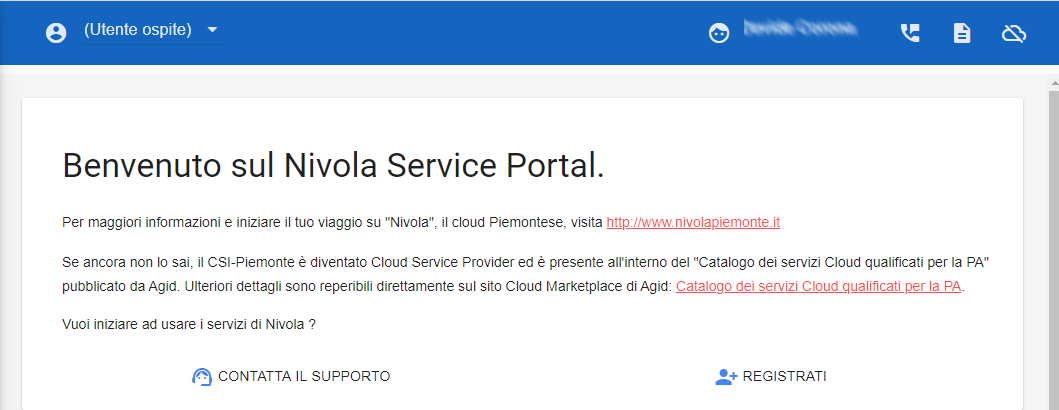 (Utente ospite)
Benvenuto sul Nivola Service Portal.
Per maggiori informazioni e iniziare il tuo viaggio su "Nivola", il cloud Piemontese, visita http://www.nivolapiemonte.it
Se ancora non lo sai, il CSI-Piemonte è diventato Cloud Service Provider ed è presente all'interno del "Catalogo dei servizi Cloud qualificati per la PA"
pubblicato da Agid. Ulteriori dettagli sono reperibili direttamente sul sito Cloud Marketplace di Agid: Catalogo dei servizi Cloud qualificati per la PA.
Vuoi iniziare ad usare i servizi di Nivola ?
CONTATTA IL SUPPORTO
REGISTRATI